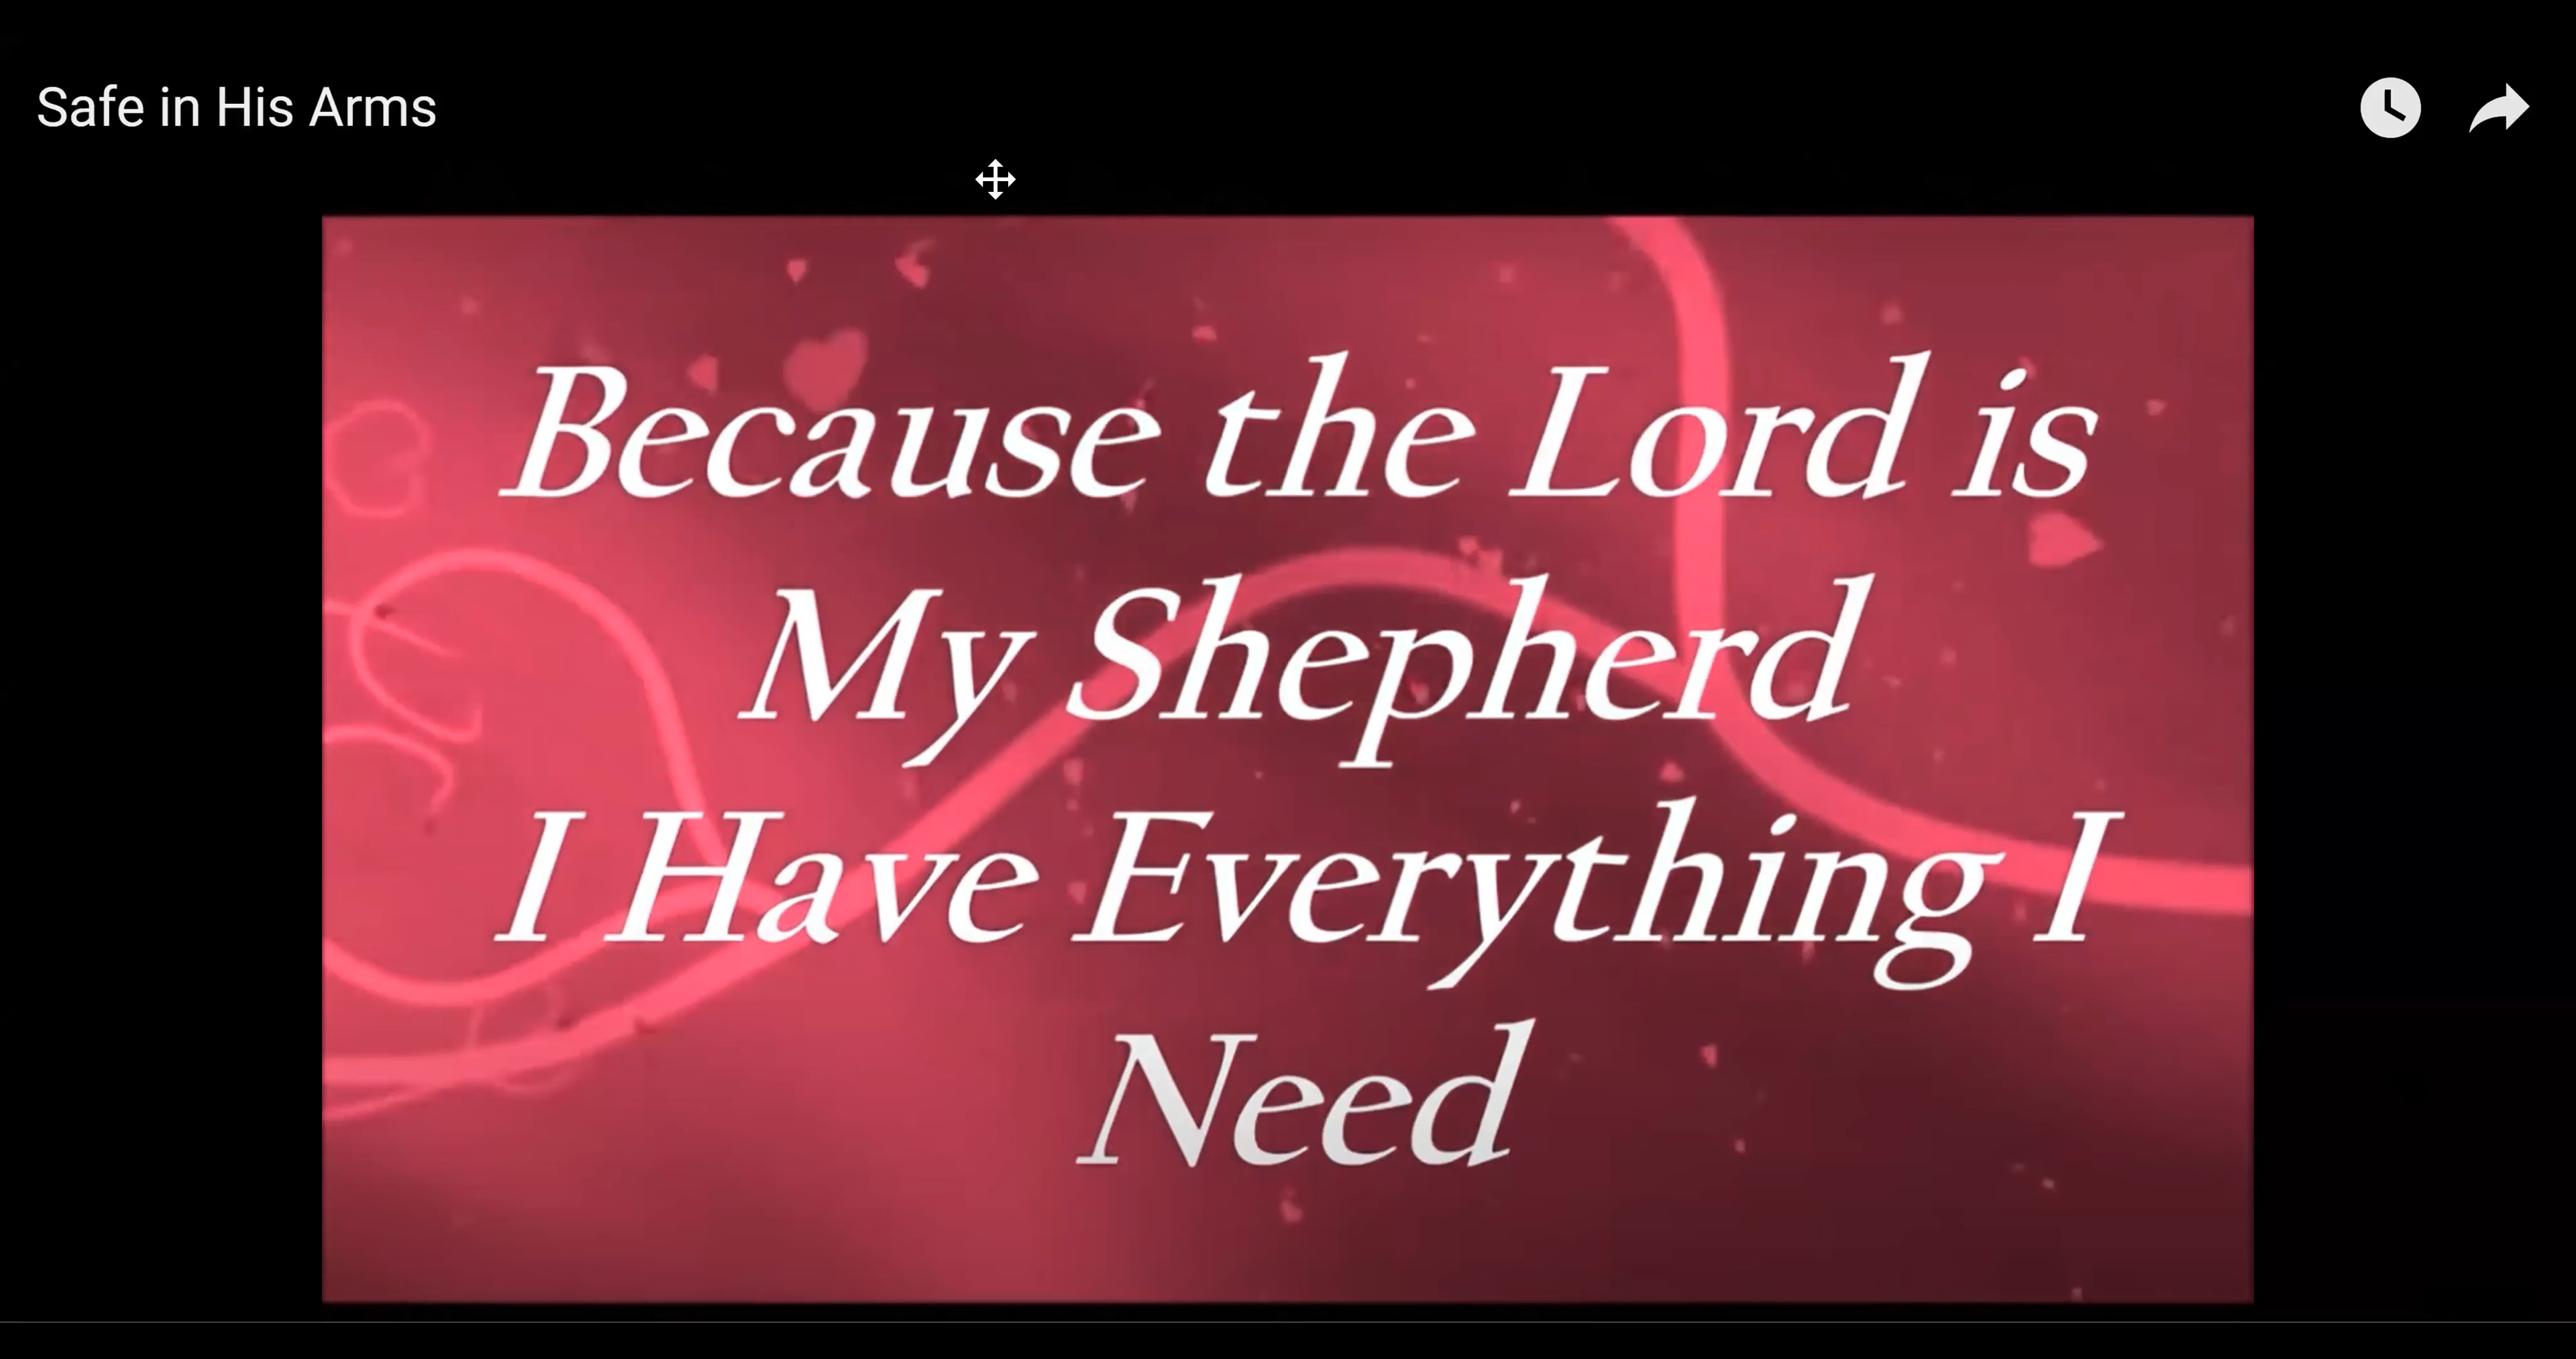 Safe in His Arms
Because the Lord is
My Shepherd
I Have Everything I
Need